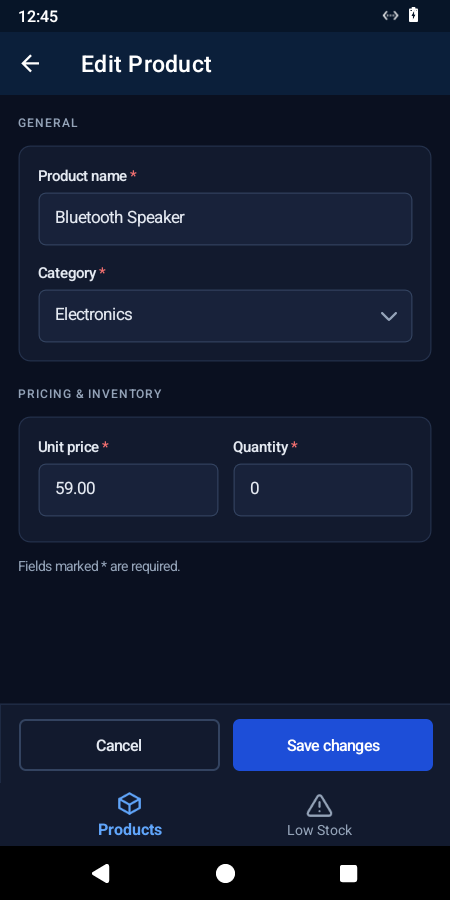 12:45
Edit Product
GENERAL
Product name *
Bluetooth Speaker
Category *
Electronics
PRICING & INVENTORY
Unit price * Quantity *
59.00 0
Fields marked * are required.
Cancel Save changes
Products Low Stock